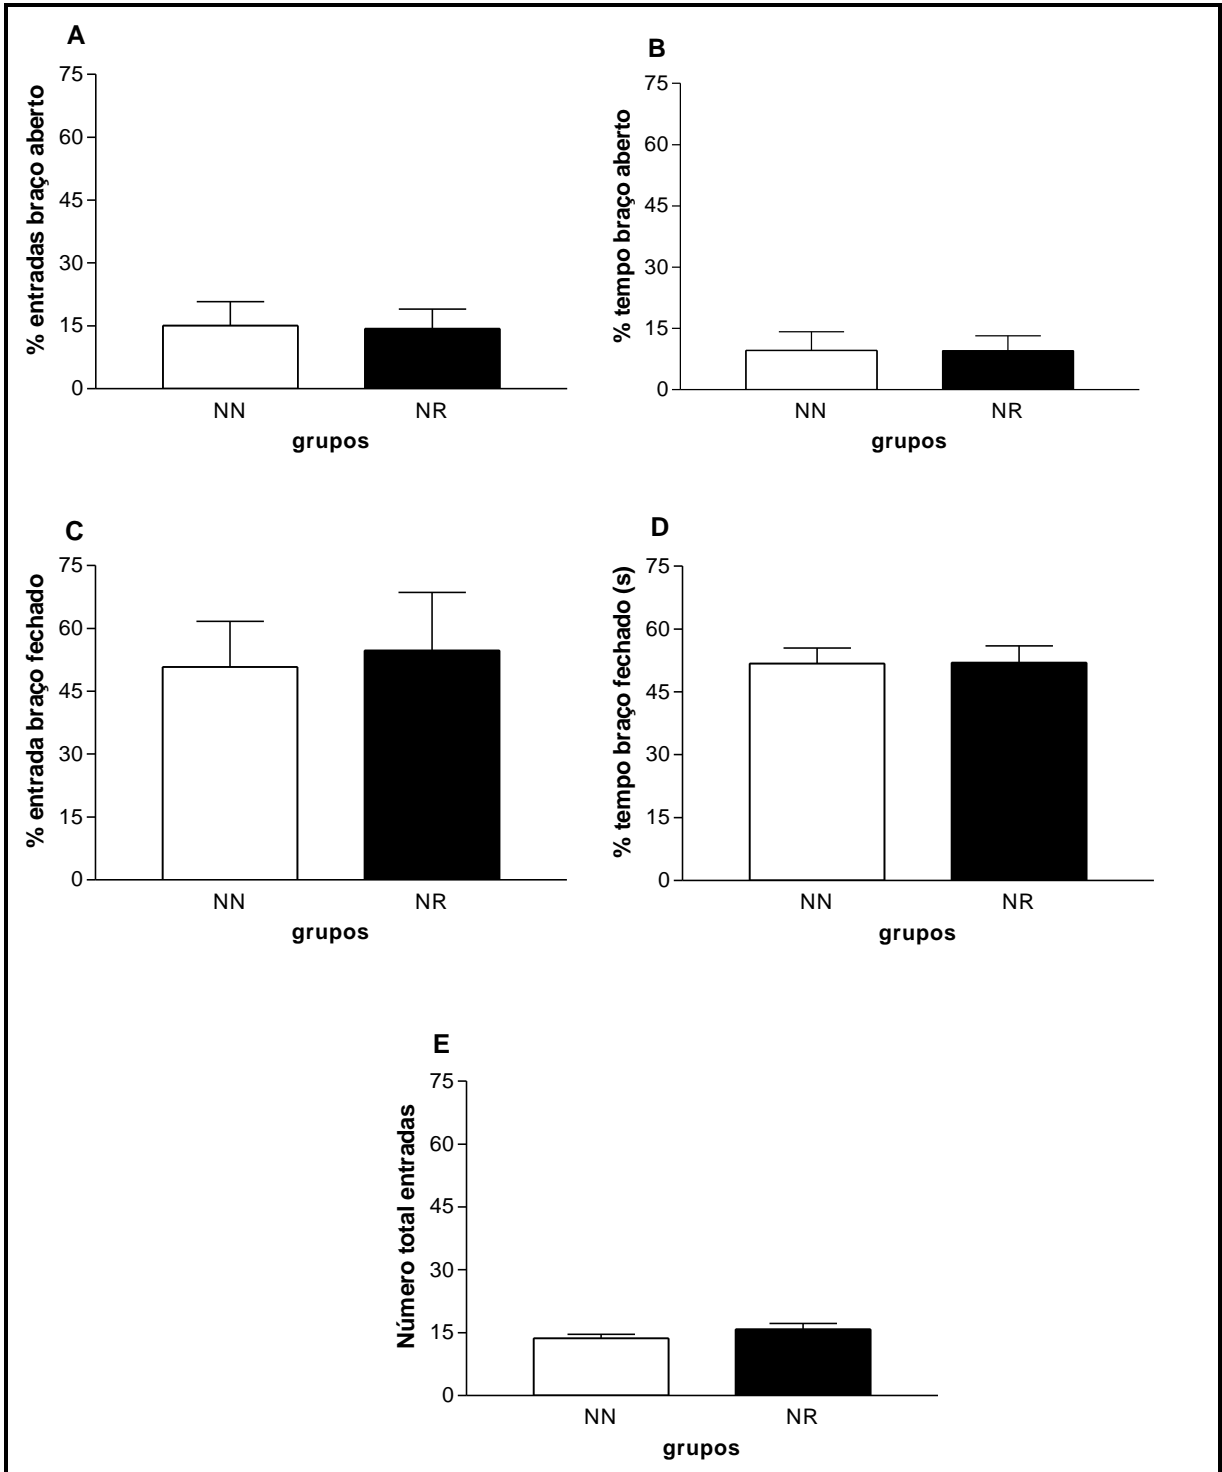 A
% entradas braço aberto
75
60
45
30
15
0
NN NR
grupos
B
% tempo braço aberto
75
60
45
30
15
0
NN NR
grupos
C
% entrada braço fechado
75
60
45
30
15
0
NN NR
grupos
D
% tempo braço fechado (s)
75
60
45
30
15
0
NN NR
grupos
E
Número total entradas
75
60
45
30
15
0
NN NR
grupos